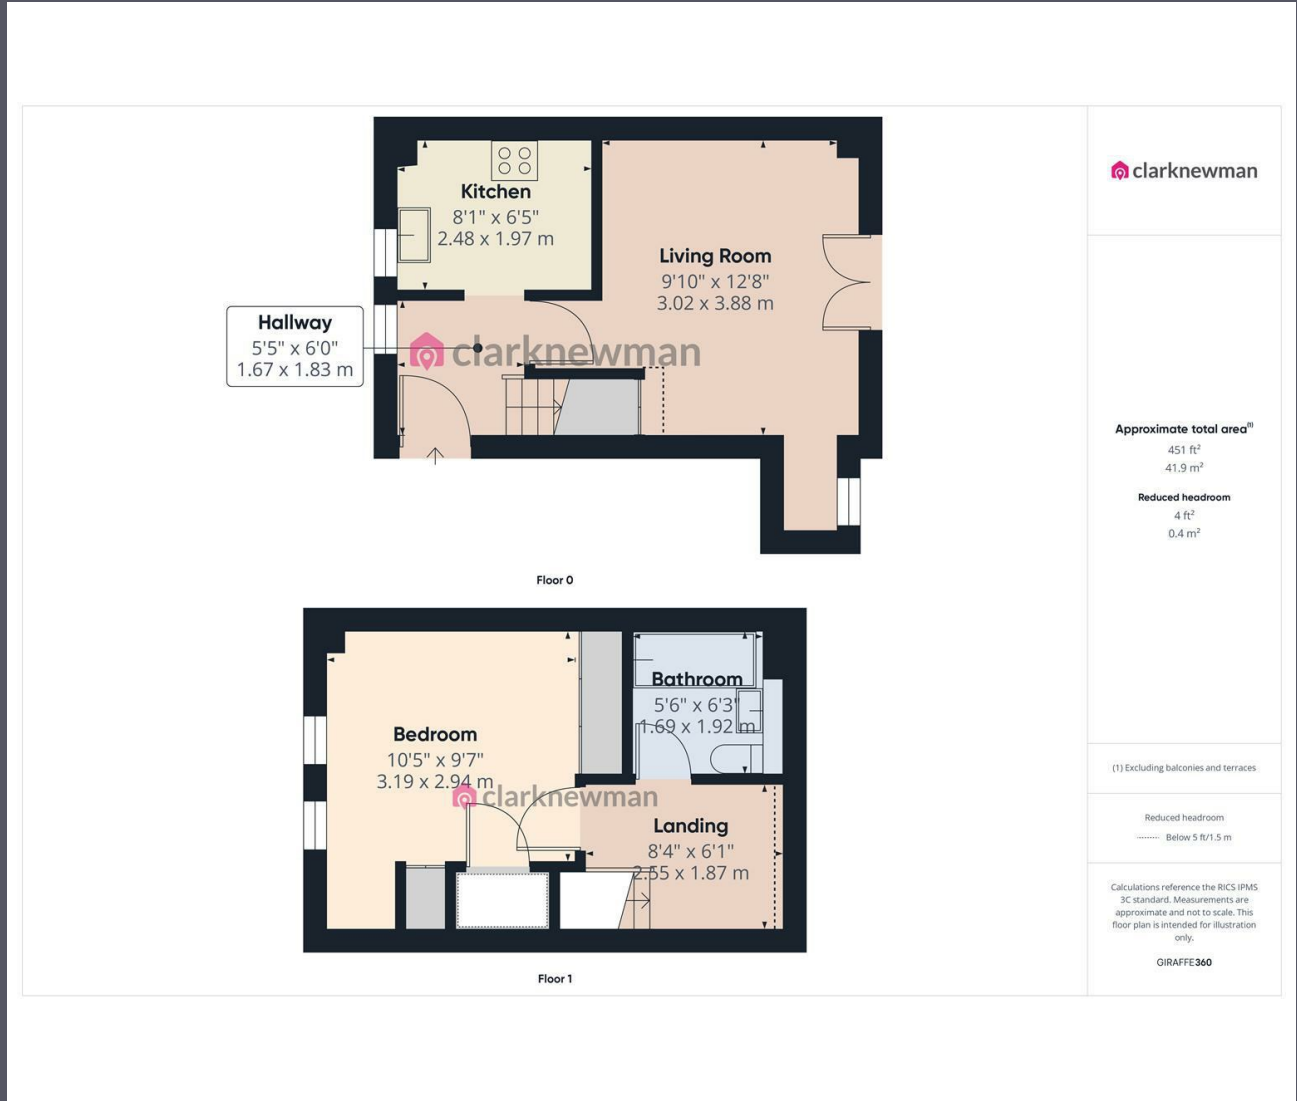 Kitchen
8'1" x 6'5"
2.48 x 1.97 m
Living Room
9'10" x 12'8"
3.02 x 3.88 m
Hallway
5'5" x 6'0"
1.67 x 1.83 m
clarknewman
Floor 0
Bedroom
10'5" x 9'7"
3.19 x 2.94 m
Bathroom
5'6" x 6'3"
1.69 x 1.92 m
clarknewman
Landing
8'4" x 6'1"
2.55 x 1.87 m
Floor 1
clarknewman
Approximate total area(1)
451 ft²
41.9 m²
Reduced headroom
4 ft²
0.4 m²
(1) Excluding balconies and terraces
Reduced headroom
Below 5 ft/1.5 m
Calculations reference the RICS IPMS
3C standard. Measurements are
approximate and not to scale. This
floor plan is intended for illustration
only.
GIRAFFE360